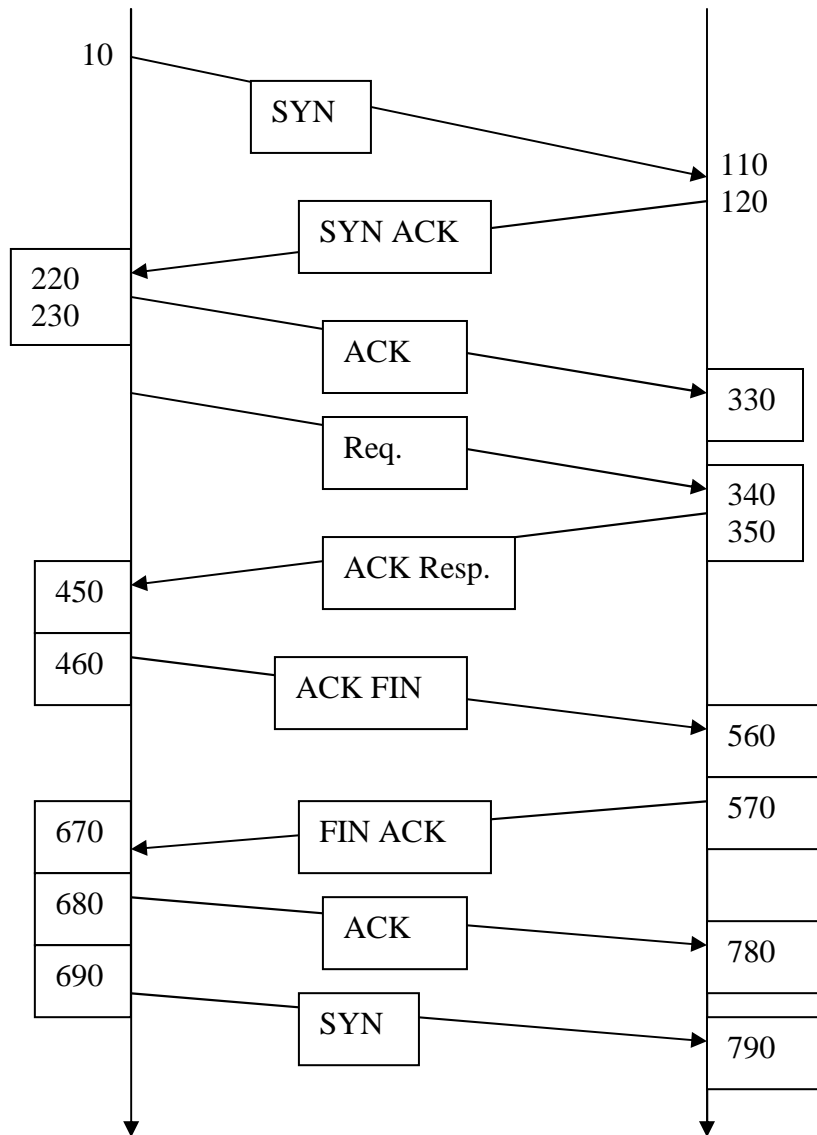 10
SYN
110
120
SYN ACK
220
230
ACK
330
Req.
340
350
ACK Resp.
450
460
ACK FIN
560
570
FIN ACK
670
680
ACK
780
690
SYN
790